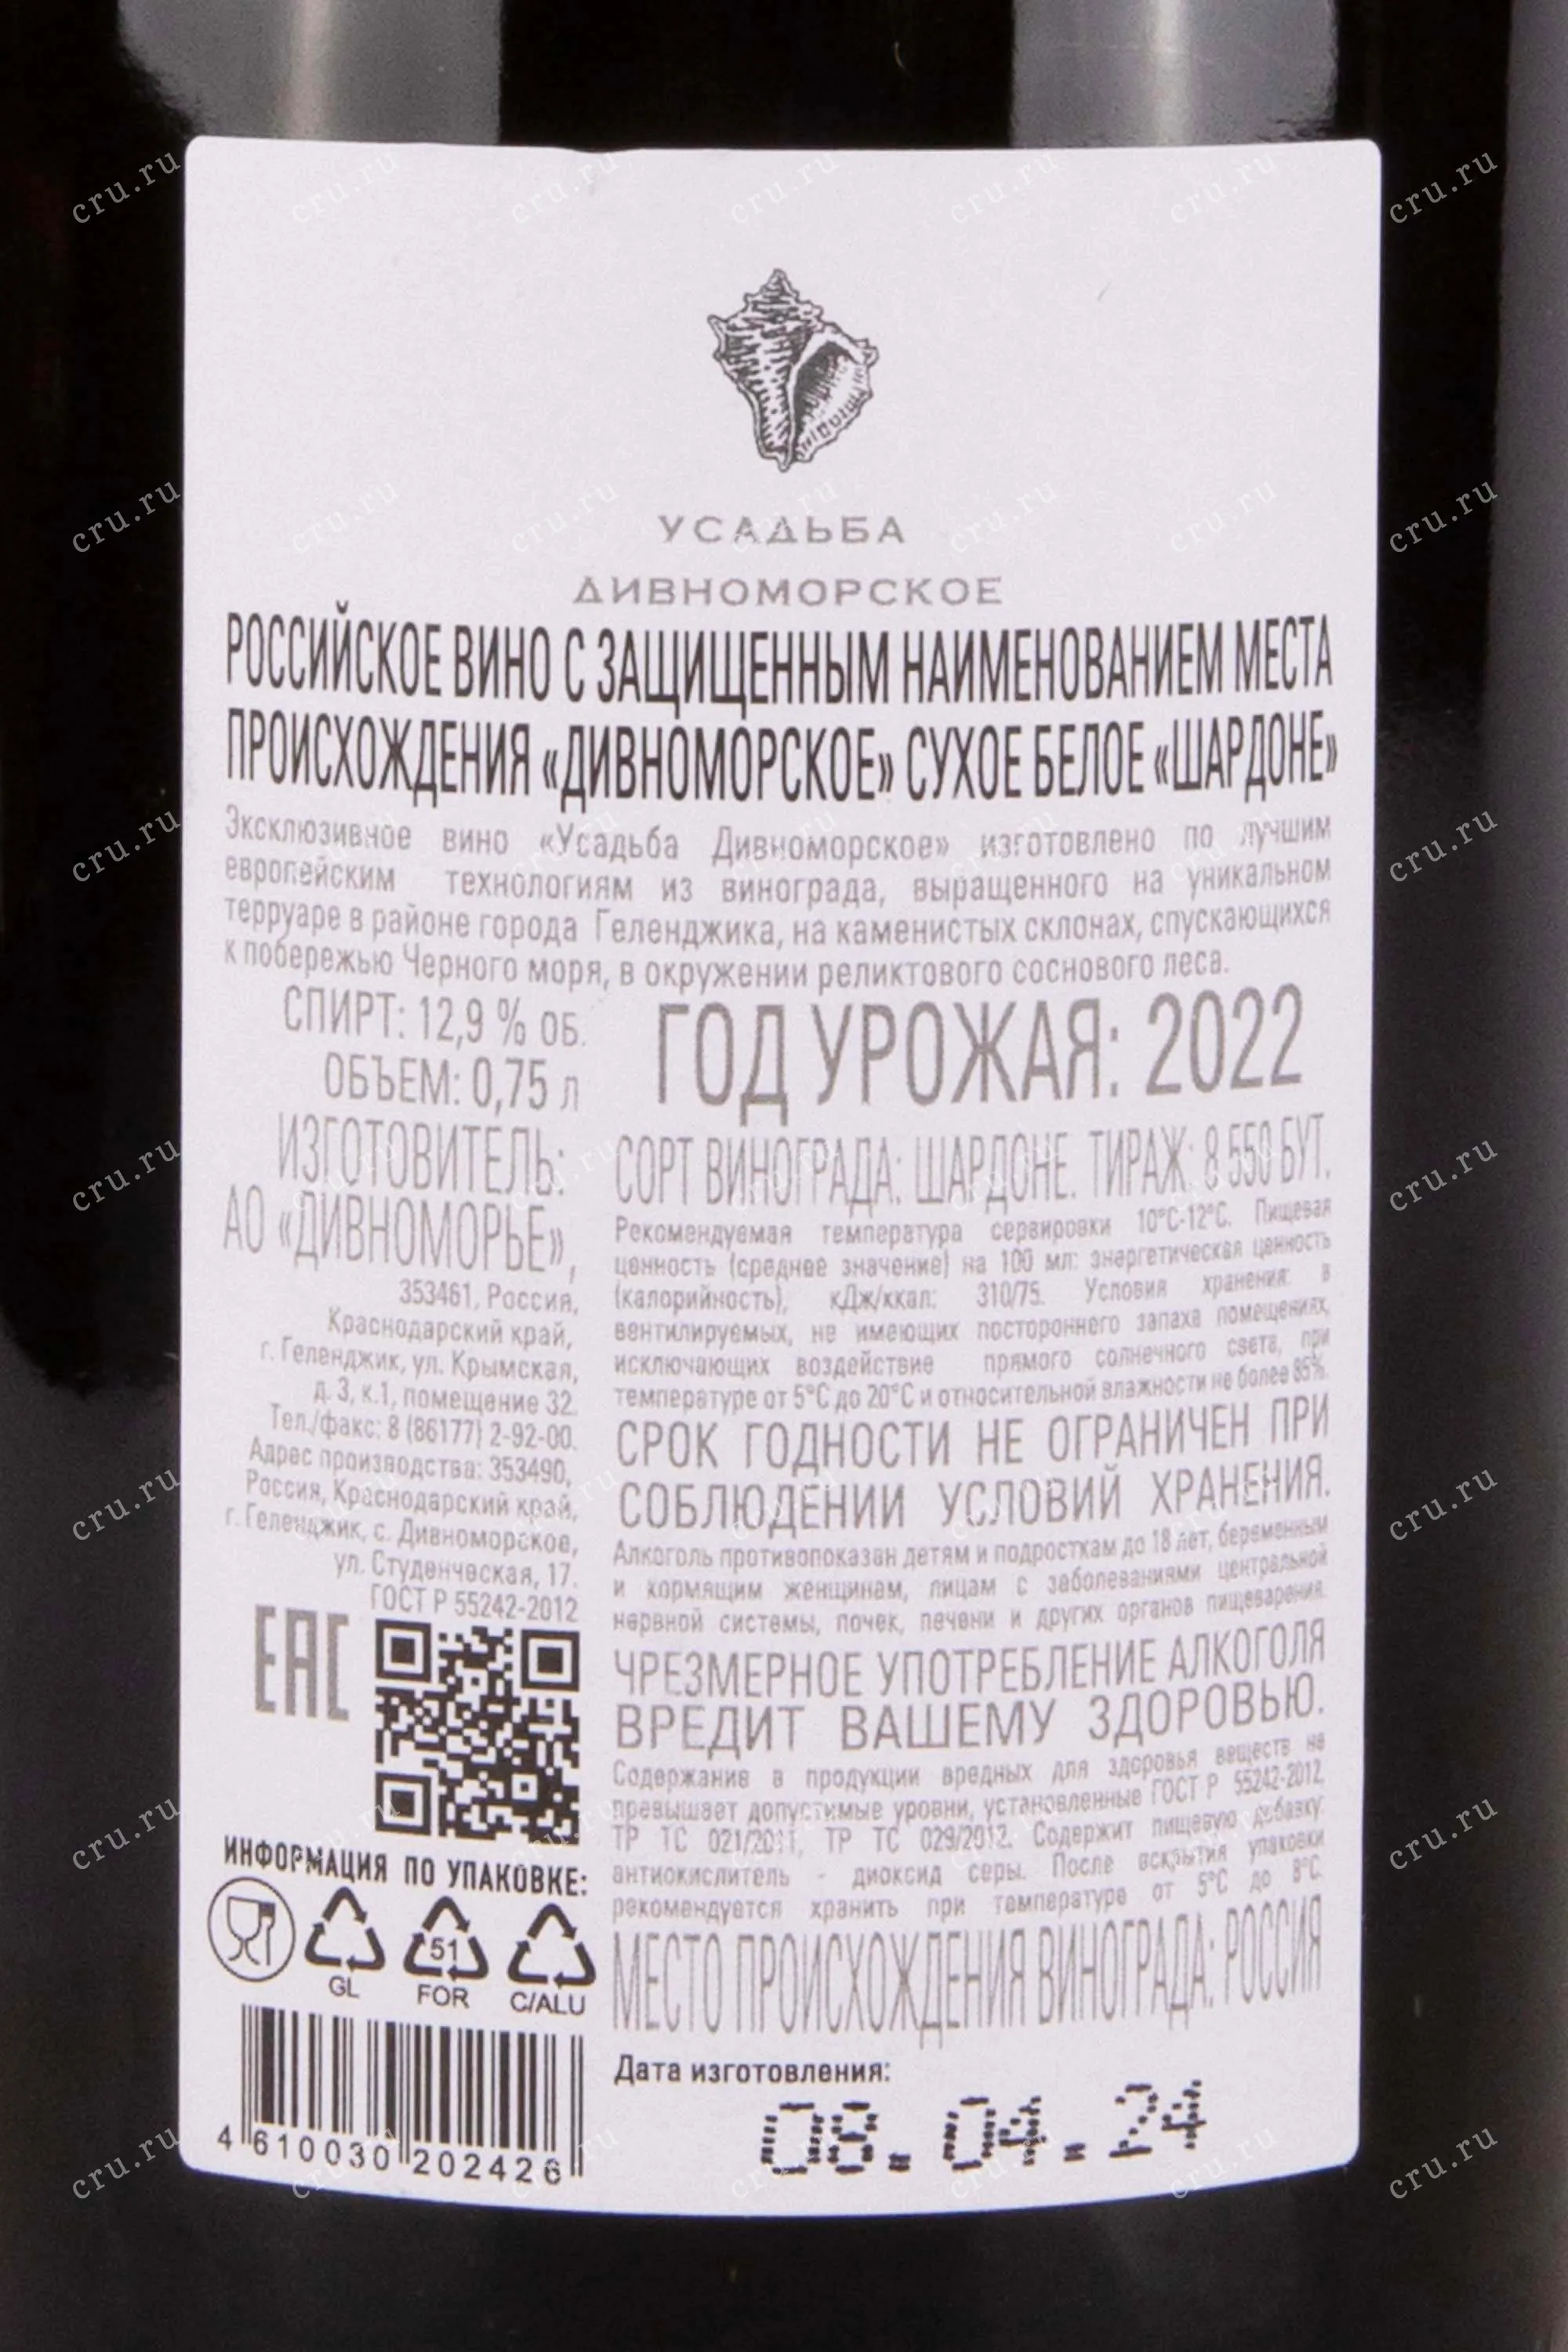 УСАДЬБА
ДИВНОМОРСКОЕ
РОССИЙСКОЕ ВИНО С ЗАЩИЩЕННЫМ НАИМЕНОВАНИЕМ МЕСТА
ПРОИСХОЖДЕНИЯ «ДИВНОМОРСКОЕ» СУХОЕ БЕЛОЕ «ШАРДОНЕ»
Эксклюзивное вино «Усадьба Дивноморское» изготовлено по лучшим
европейским технологиям из винограда, выращенного на уникальном
терруаре в районе города Геленджика, на каменистых склонах, спускающихся
к побережью Черного моря, в окружении реликтового соснового леса.
СПИРТ: 12,9 % ОБ.
ОБЪЕМ: 0,75 л
ИЗГОТОВИТЕЛЬ:
АО «ДИВНОМОРЬЕ»,
353461, Россия,
Краснодарский край,
г. Геленджик, ул. Крымская,
д. 3, к.1, помещение 32.
Тел./факс: 8 (86177) 2-92-00.
Адрес производства: 353490,
Россия, Краснодарский край,
г. Геленджик, с. Дивноморское,
ул. Студенческая, 17.
ГОСТ Р 55242-2012
EAC
ИНФОРМАЦИЯ ПО УПАКОВКЕ:
GL
51
FOR
C/ALU
4 610030 202426
ГОД УРОЖАЯ: 2022
СОРТ ВИНОГРАДА: ШАРДОНЕ. ТИРАЖ: 8 550 БУТ.
Рекомендуемая температура сервировки 10°С-12°С. Пищевая
ценность (среднее значение) на 100 мл: энергетическая ценность
(калорийность), кДж/ккал: 310/75. Условия хранения: в
вентилируемых, не имеющих постороннего запаха помещениях,
исключающих воздействие прямого солнечного света, при
температуре от 5°С до 20°С и относительной влажности не более 85%.
СРОК ГОДНОСТИ НЕ ОГРАНИЧЕН ПРИ
СОБЛЮДЕНИИ УСЛОВИЙ ХРАНЕНИЯ.
Алкоголь противопоказан детям и подросткам до 18 лет, беременным
и кормящим женщинам, лицам с заболеваниями центральной
нервной системы, почек, печени и других органов пищеварения.
ЧРЕЗМЕРНОЕ УПОТРЕБЛЕНИЕ АЛКОГОЛЯ
ВРЕДИТ ВАШЕМУ ЗДОРОВЬЮ.
Содержание в продукции вредных для здоровья веществ не
превышает допустимые уровни, установленные ГОСТ Р 55242-2012,
ТР ТС 021/2011, ТР ТС 029/2012. Содержит пищевую добавку:
антиокислитель - диоксид серы. После вскрытия упаковки
рекомендуется хранить при температуре от 5°С до 8°С.
МЕСТО ПРОИСХОЖДЕНИЯ ВИНОГРАДА: РОССИЯ
Дата изготовления:
08.04.24
cru.ru